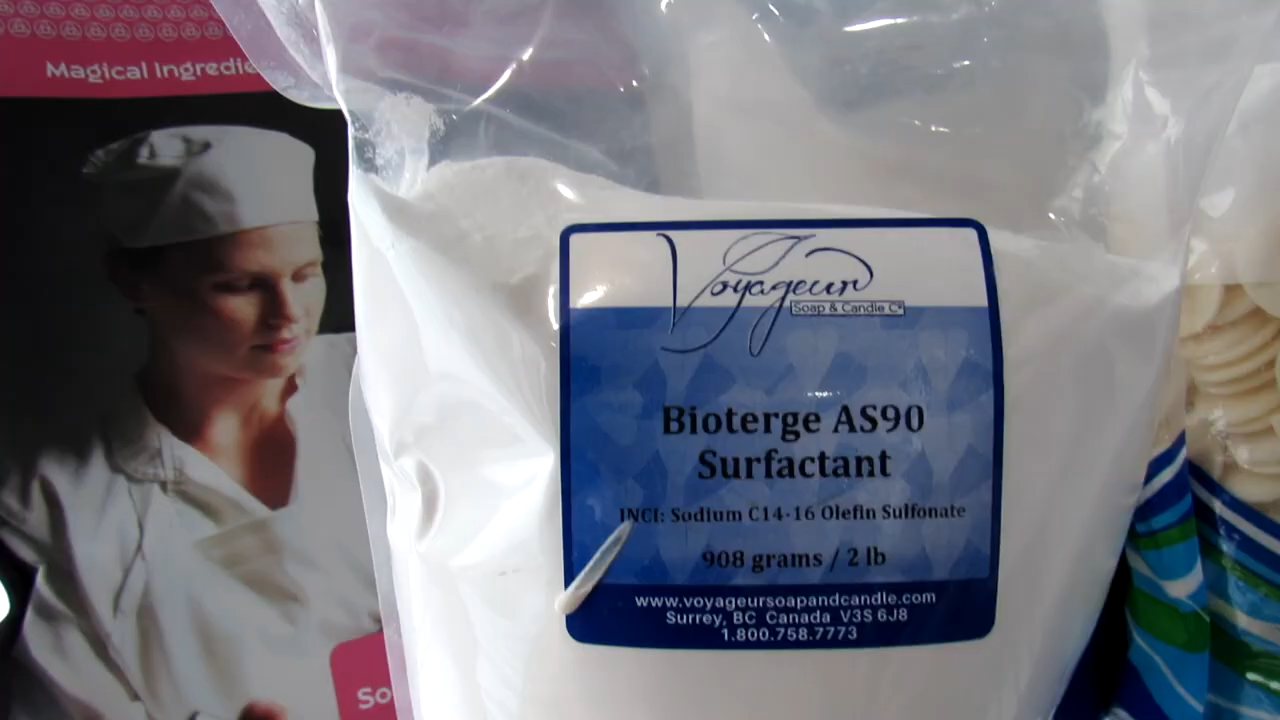 Magical Ingredie
Voyageur
Soap & Candle Co
Bioterge AS90
Surfactant
INCI: Sodium C14-16 Olefin Sulfonate
908 grams / 2 lb
www.voyageursoapandcandle.com
Surrey, BC Canada V3S 6J8
1.800.758.7773
So